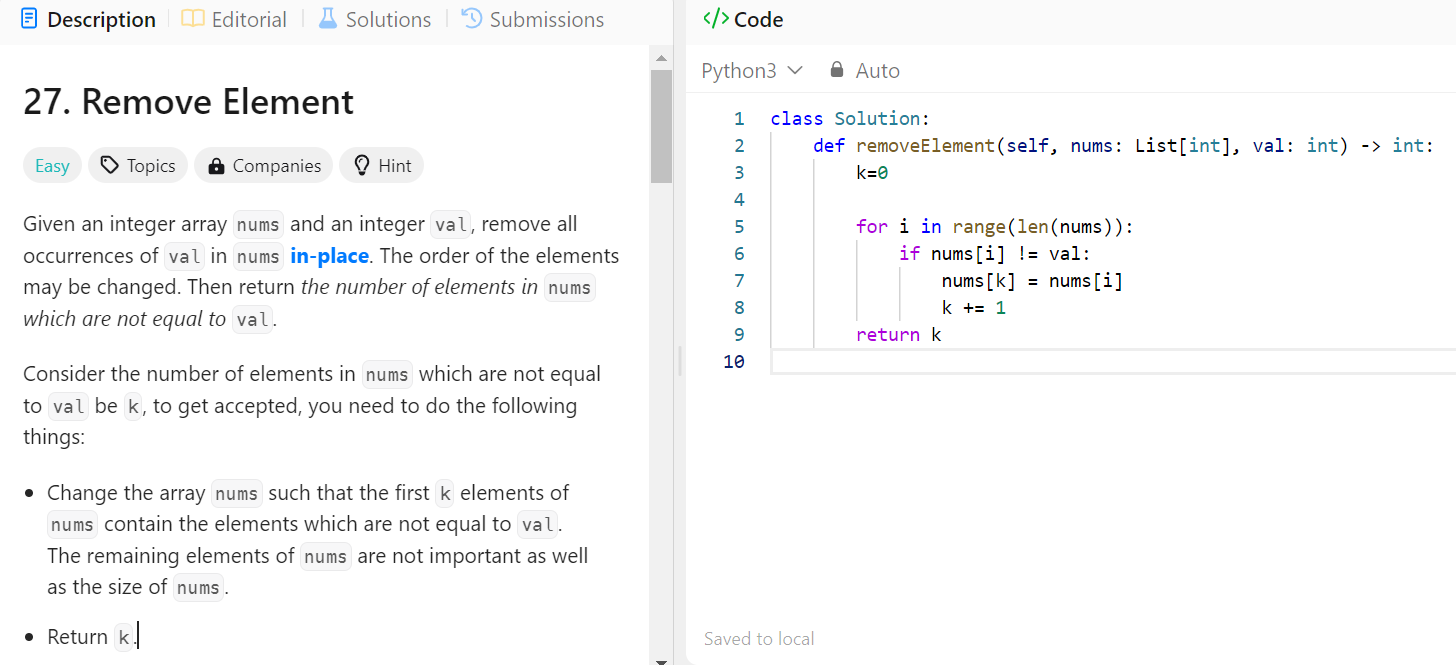 Description Editorial Solutions Submissions
27. Remove Element
Easy Topics Companies Hint
Given an integer array nums and an integer val, remove all
occurrences of val in nums in-place. The order of the elements
may be changed. Then return the number of elements in nums
which are not equal to val.
Consider the number of elements in nums which are not equal
to val be k, to get accepted, you need to do the following
things:
• Change the array nums such that the first k elements of
nums contain the elements which are not equal to val.
The remaining elements of nums are not important as well
as the size of nums.
• Return k.
</> Code
Python3 Auto
1 class Solution:
2     def removeElement(self, nums: List[int], val: int) -> int:
3         k=0
4
5         for i in range(len(nums)):
6             if nums[i] != val:
7                 nums[k] = nums[i]
8                 k += 1
9         return k
10
Saved to local